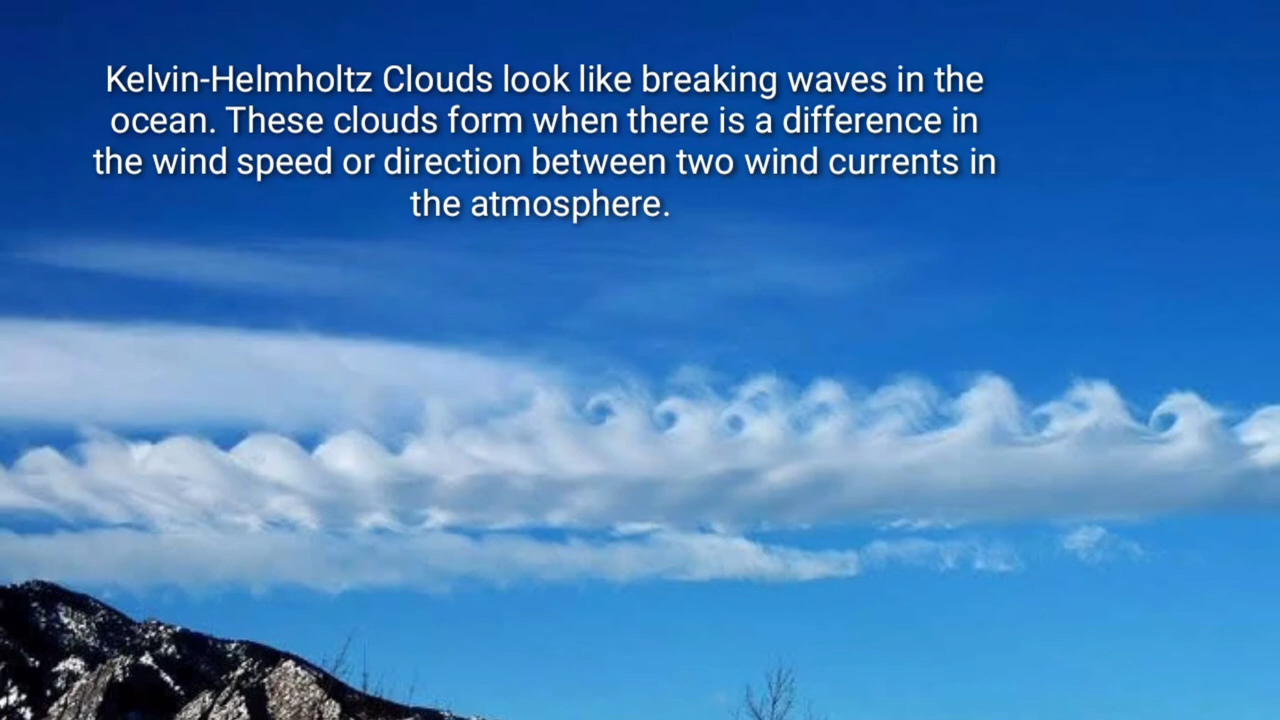 Kelvin-Helmholtz Clouds look like breaking waves in the
ocean. These clouds form when there is a difference in
the wind speed or direction between two wind currents in
the atmosphere.